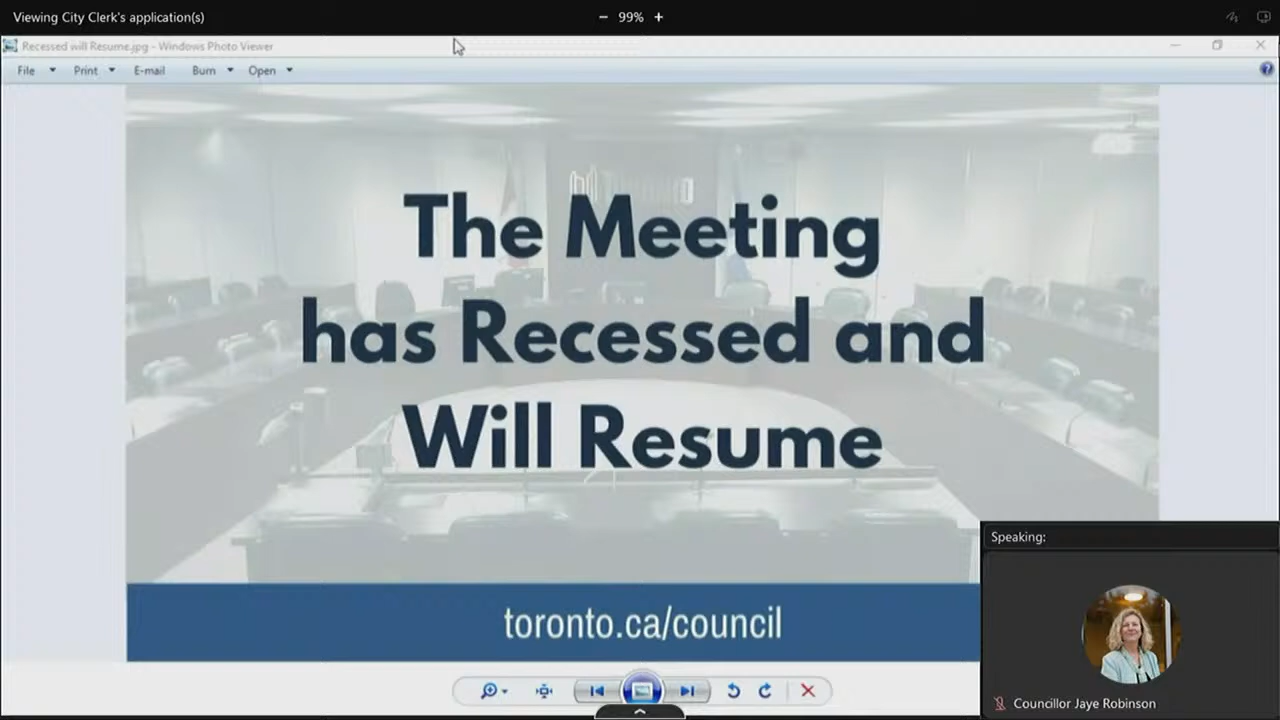 Viewing City Clerk's application(s)
99%
Recessed will Resume.jpg - Windows Photo Viewer
File Print E-mail Burn Open
The Meeting
has Recessed and
Will Resume
toronto.ca/council
Speaking:
Councillor Jaye Robinson